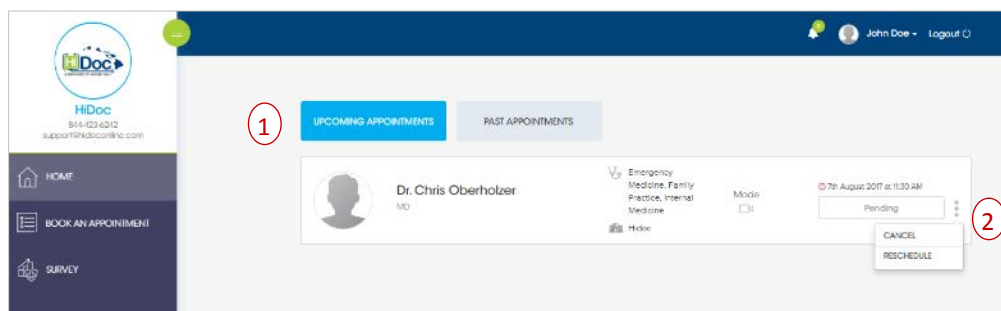 John Doe
Logout
HiDoc
HiDoc
844-423-6242
support@hidoconline.com
1
UPCOMING APPOINTMENTS
PAST APPOINTMENTS
HOME
BOOK AN APPOINTMENT
SURVEY
Dr. Chris Oberholzer
MD
Emergency
Medicine, Family
Practice, Internal
Medicine
Hidoc
Mode
7th August 2017 at 11:30 AM
Pending
CANCEL
RESCHEDULE
2